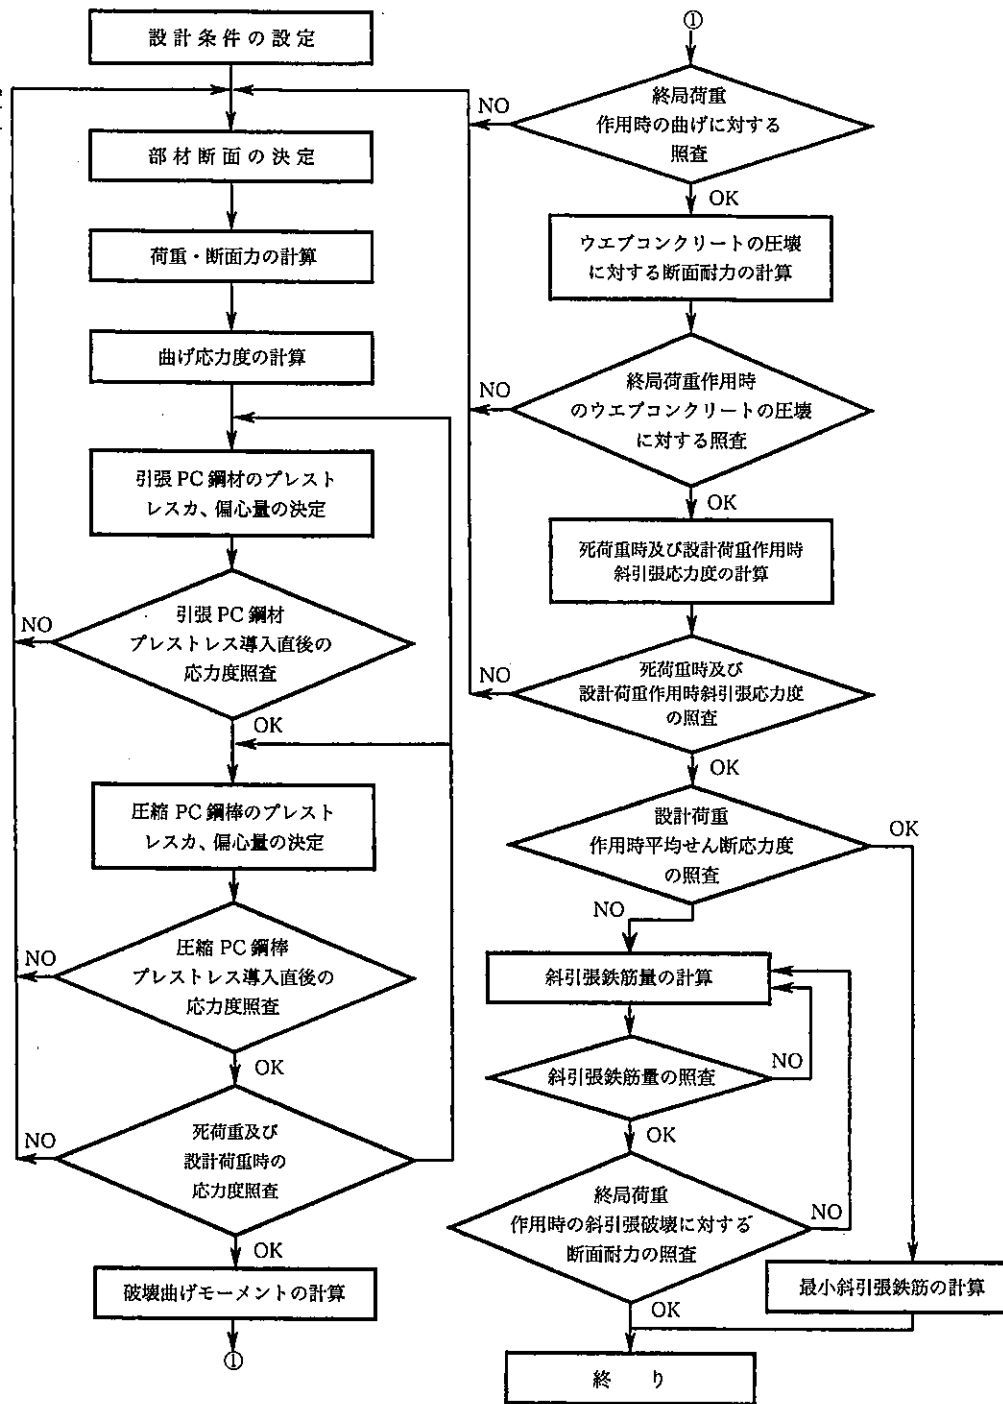 設計条件の設定
部材断面の決定
荷重・断面力の計算
曲げ応力度の計算
引張 PC 鋼材のプレスト
レス力、偏心量の決定
引張 PC 鋼材
プレストレス導入直後の
応力度照査
NO
OK
圧縮 PC 鋼棒のプレスト
レス力、偏心量の決定
圧縮 PC 鋼棒
プレストレス導入直後の
応力度照査
NO
OK
死荷重及び
設計荷重時の
応力度照査
NO
OK
破壊曲げモーメントの計算
①
①
終局荷重
作用時の曲げに対する
照査
NO
OK
ウエブコンクリートの圧壊
に対する断面耐力の計算
終局荷重作用時
のウエブコンクリートの圧壊
に対する照査
NO
OK
死荷重時及び設計荷重作用時
斜引張応力度の計算
死荷重時及び
設計荷重作用時斜引張応力度
の照査
NO
OK
設計荷重
作用時平均せん断応力度
の照査
OK
NO
斜引張鉄筋量の計算
斜引張鉄筋量の照査
NO
OK
終局荷重
作用時の斜引張破壊に対する
断面耐力の照査
NO
OK
最小斜引張鉄筋の計算
終り